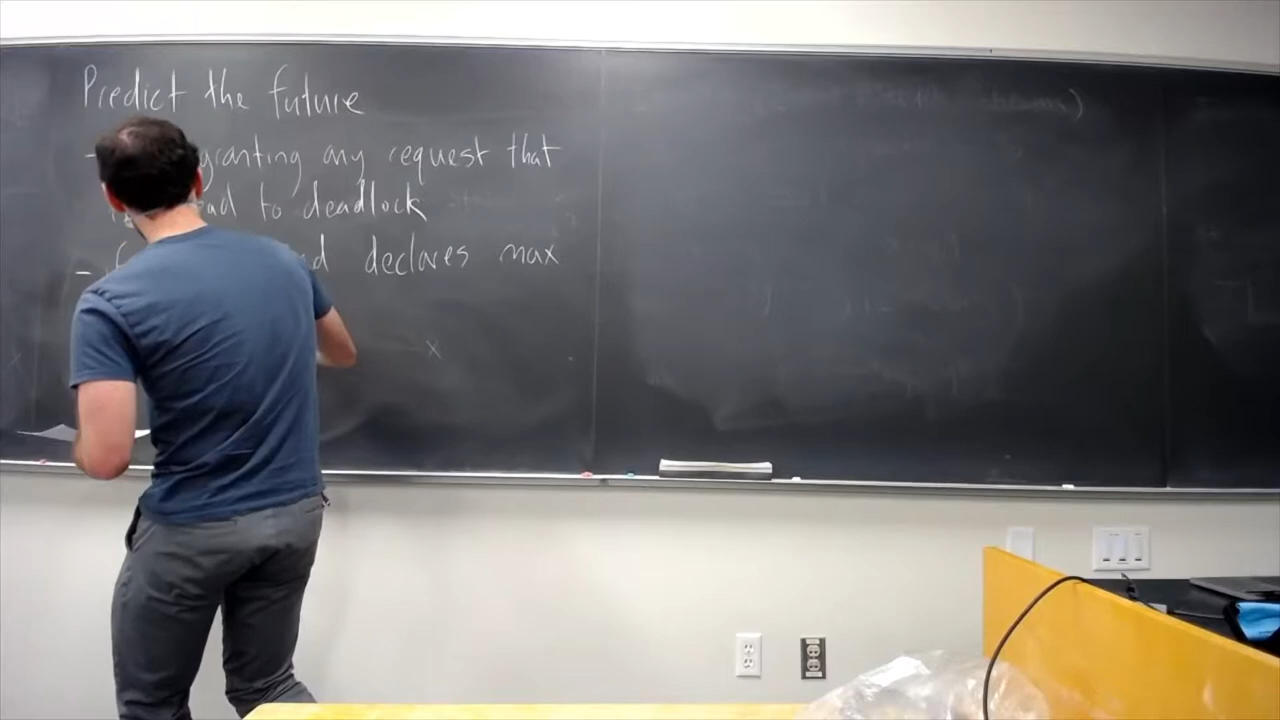 Predict the future
- granting any request that
to deadlock
- declares max
x